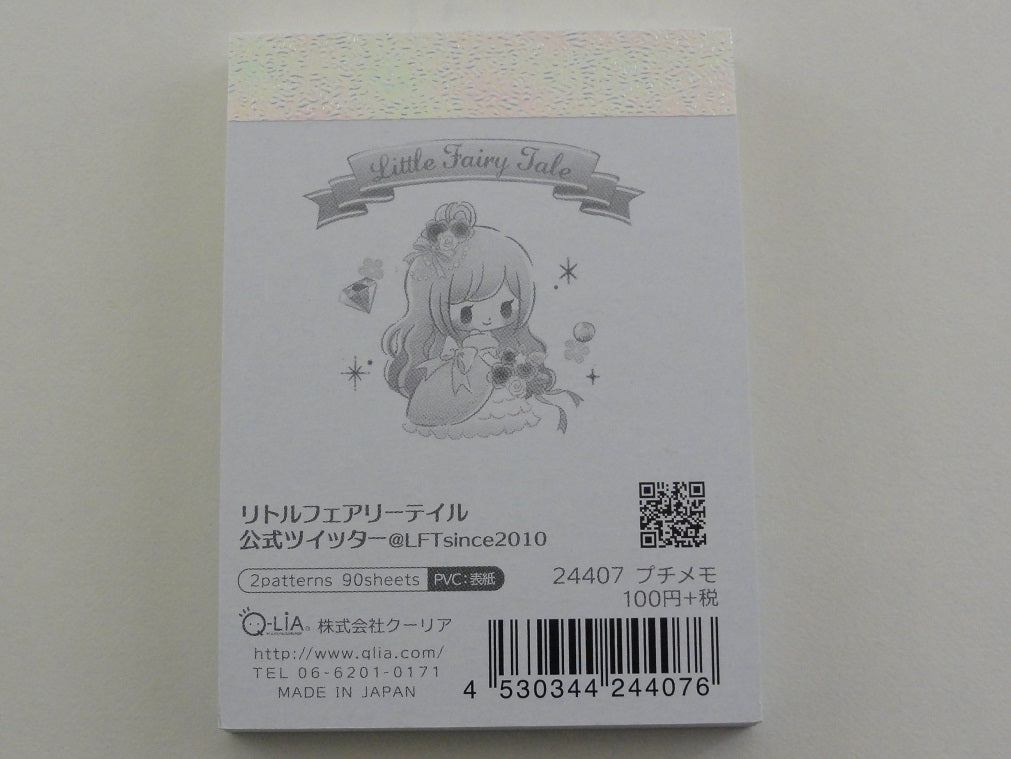 Little Fairy Tale
リトルフェアリーテイル
公式ツイッター@LFTsince2010
2patterns 90sheets PVC:表紙
24407 プチメモ
100円+税
Q-LiA 株式会社クーリア
http://www.qlia.com/
TEL 06-6201-0171
MADE IN JAPAN
4 530344 244076